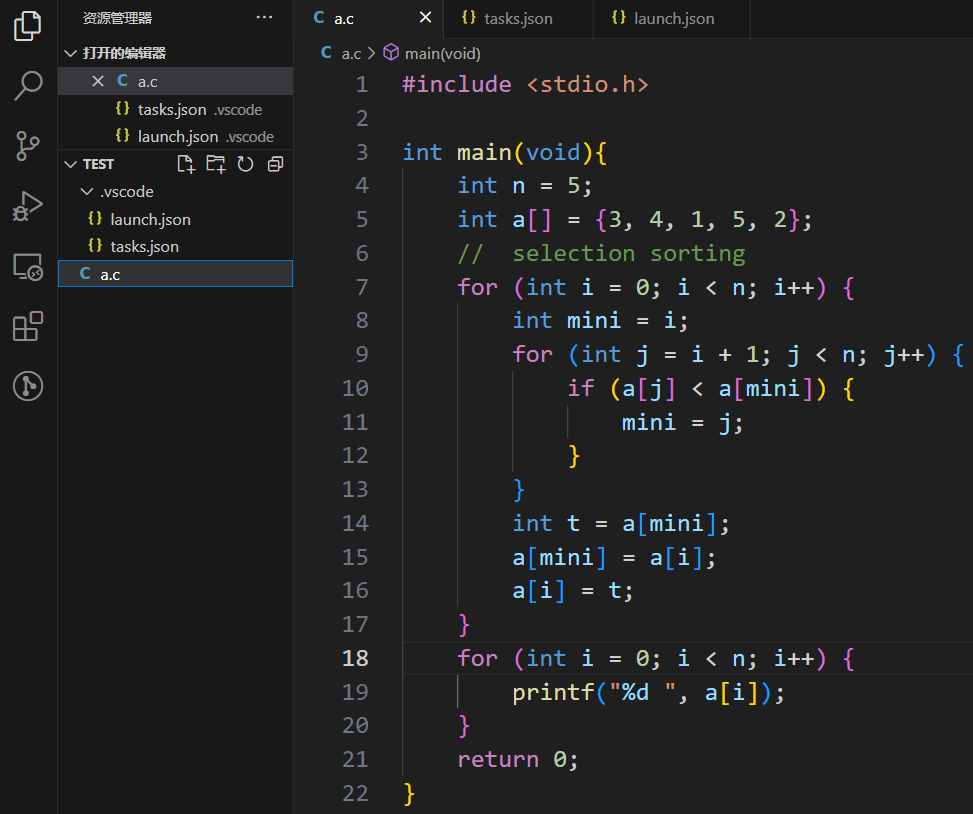 资源管理器
打开的编辑器
a.c
tasks.json .vscode
launch.json .vscode
TEST
.vscode
launch.json
tasks.json
C a.c
C a.c
{} tasks.json
{} launch.json
C a.c > main(void)
1 #include <stdio.h>
2
3 int main(void){
4 int n = 5;
5 int a[] = {3, 4, 1, 5, 2};
6 // selection sorting
7 for (int i = 0; i < n; i++) {
8 int mini = i;
9 for (int j = i + 1; j < n; j++) {
10 if (a[j] < a[mini]) {
11 mini = j;
12 }
13 }
14 int t = a[mini];
15 a[mini] = a[i];
16 a[i] = t;
17 }
18 for (int i = 0; i < n; i++) {
19 printf("%d ", a[i]);
20 }
21 return 0;
22 }